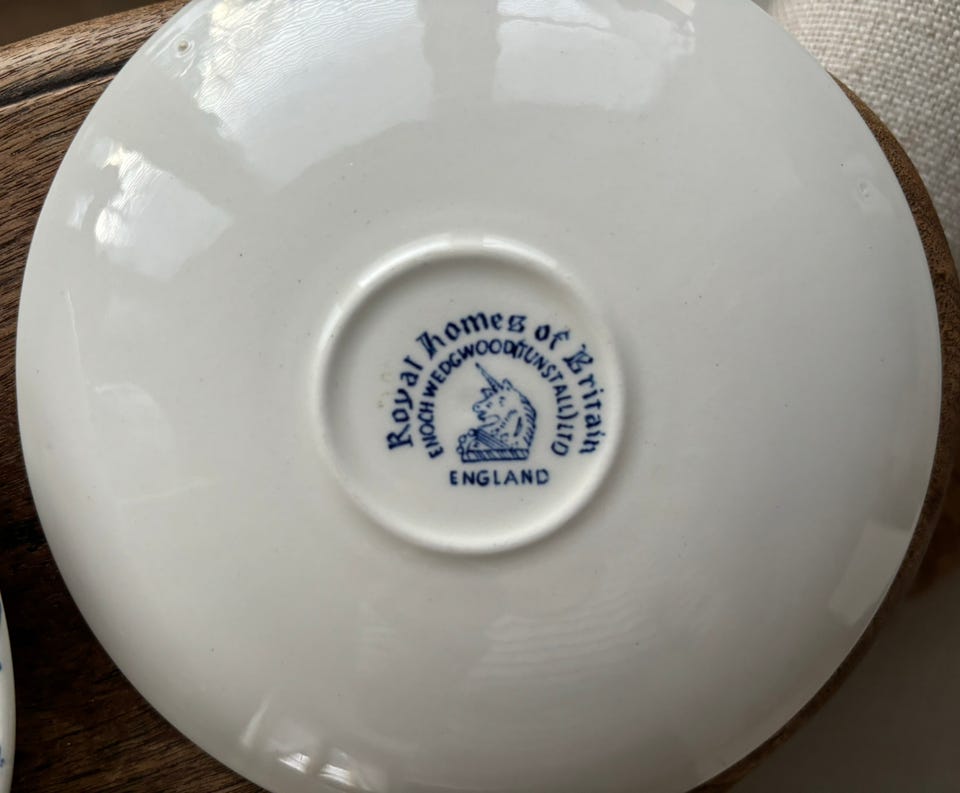 Royal Homes of Britain
ENOCH WEDGWOOD (TUNSTALL) LTD
ENGLAND